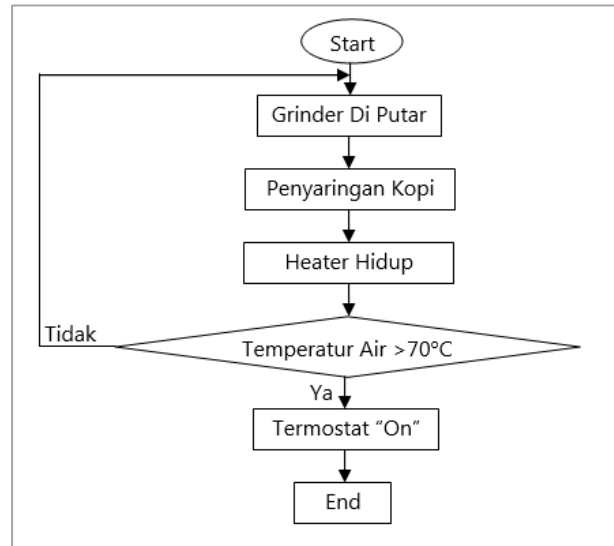 Start
Grinder Di Putar
Penyaringan Kopi
Heater Hidup
Tidak
Temperatur Air >70°C
Ya
Termostat “On”
End